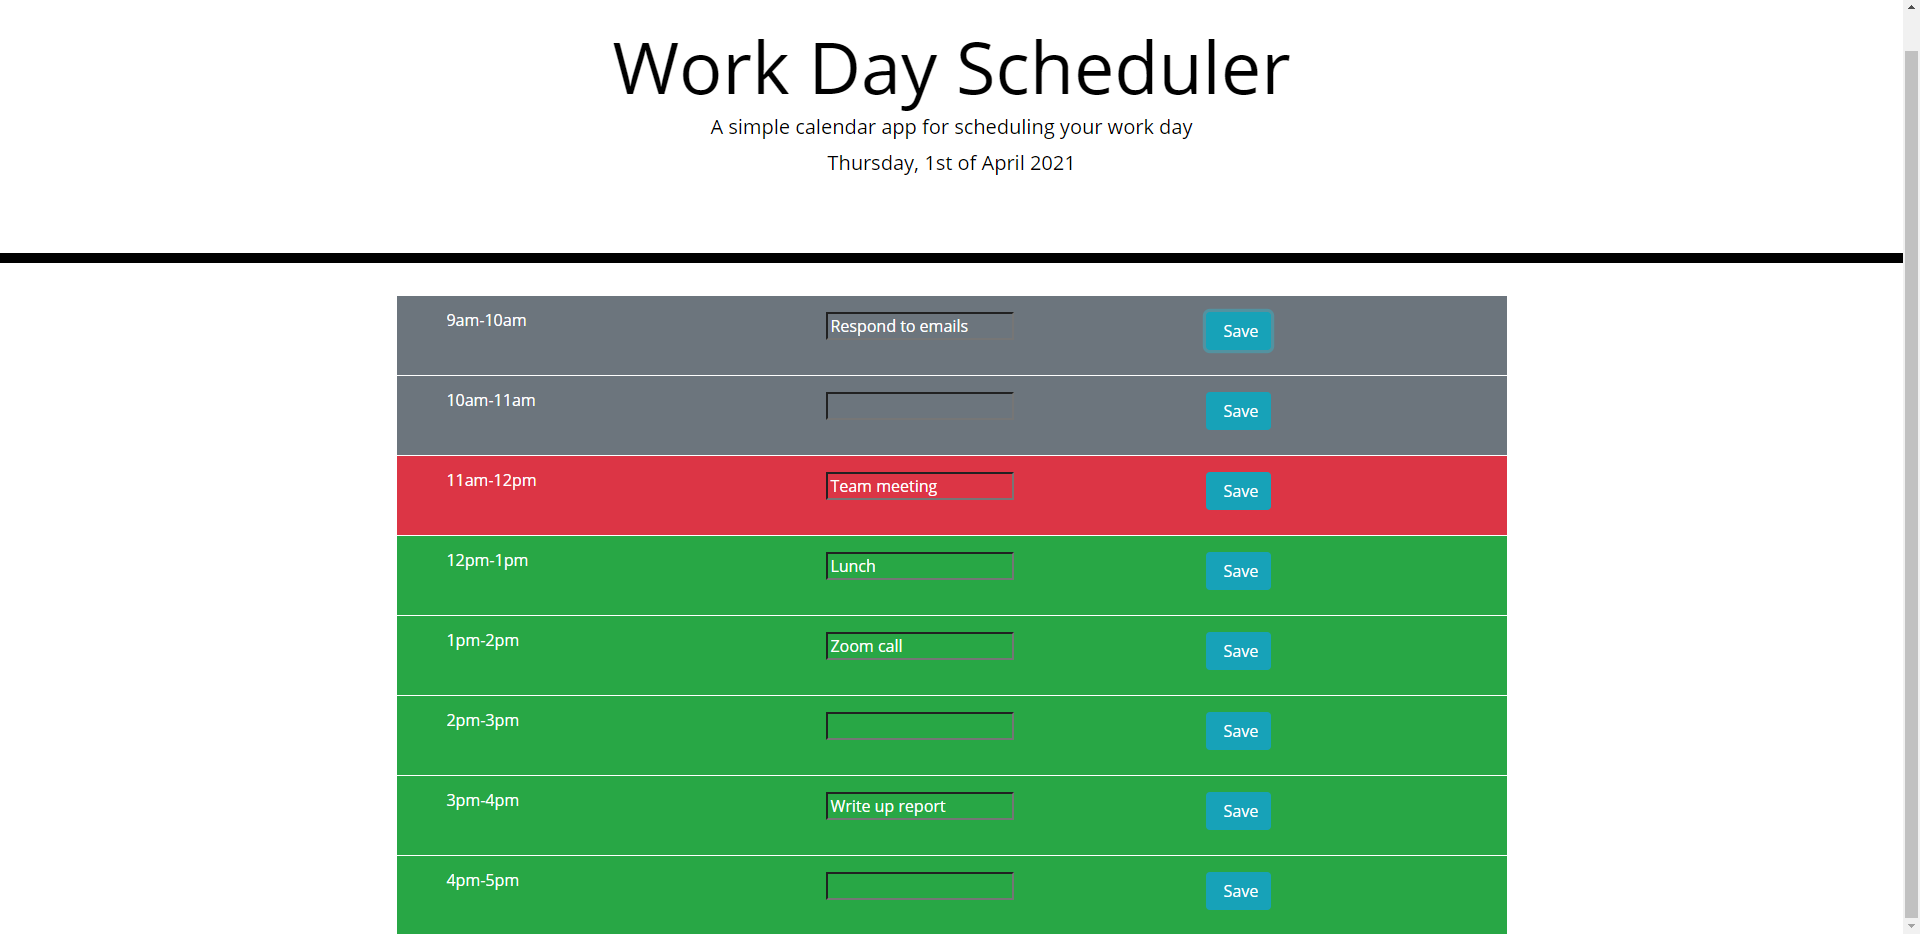 Work Day Scheduler
A simple calendar app for scheduling your work day
Thursday, 1st of April 2021
9am-10am Respond to emails Save
10am-11am Save
11am-12pm Team meeting Save
12pm-1pm Lunch Save
1pm-2pm Zoom call Save
2pm-3pm Save
3pm-4pm Write up report Save
4pm-5pm Save